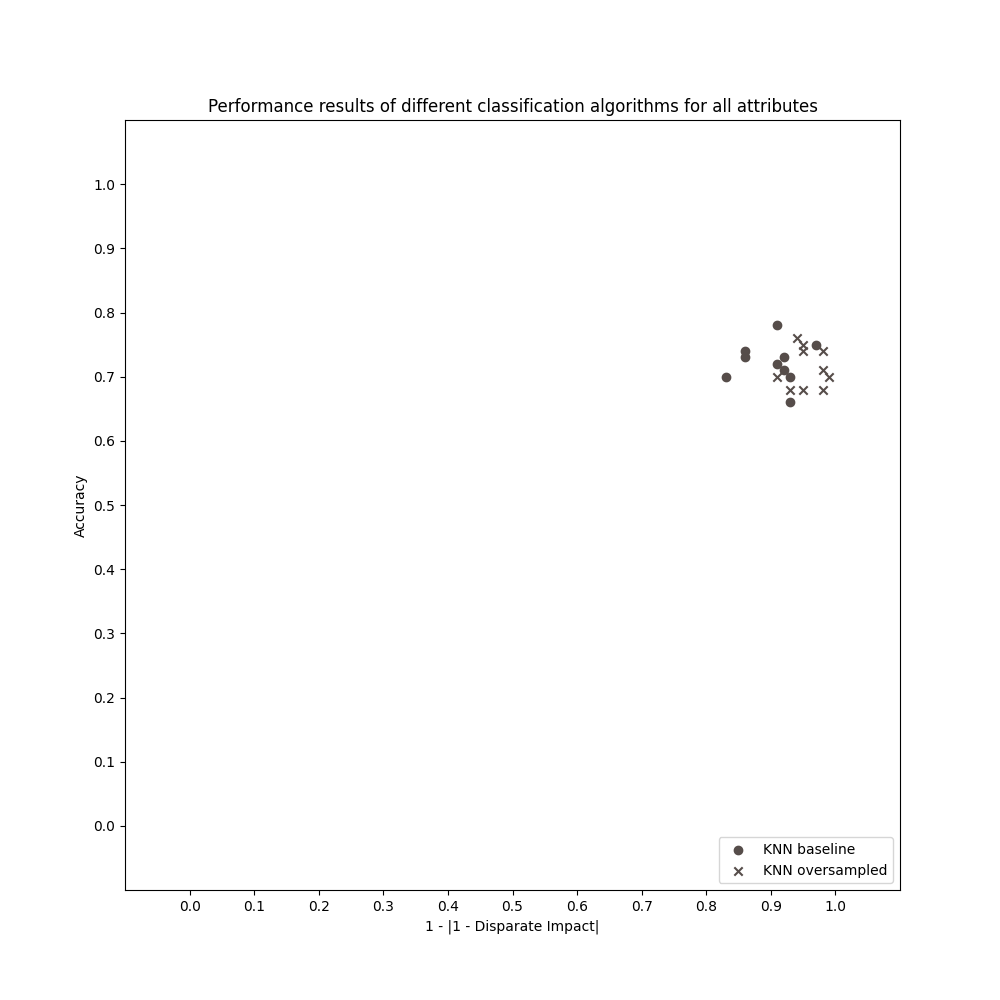 Performance results of different classification algorithms for all attributes
1.0
0.9
0.8
0.7
0.6
0.5
0.4
0.3
0.2
0.1
0.0
Accuracy
KNN baseline
KNN oversampled
0.0 0.1 0.2 0.3 0.4 0.5 0.6 0.7 0.8 0.9 1.0
1 - |1 - Disparate Impact|